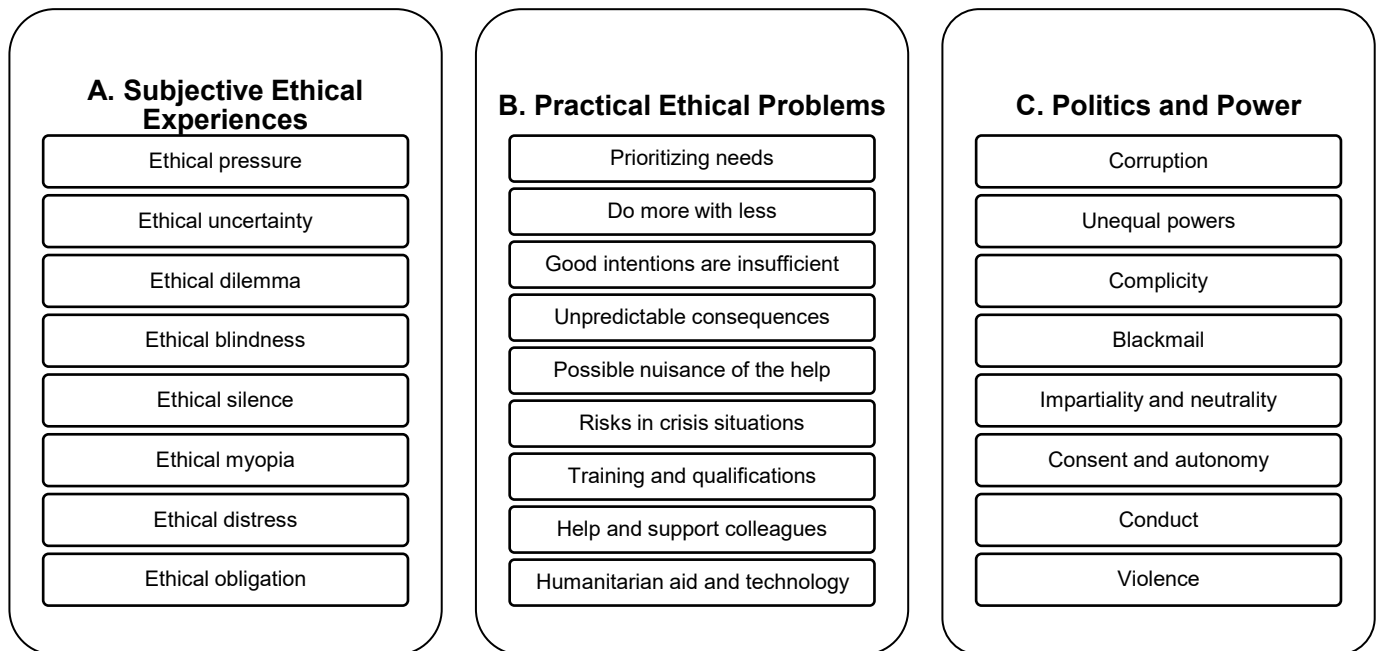 A. Subjective Ethical
Experiences
Ethical pressure
Ethical uncertainty
Ethical dilemma
Ethical blindness
Ethical silence
Ethical myopia
Ethical distress
Ethical obligation
B. Practical Ethical Problems
Prioritizing needs
Do more with less
Good intentions are insufficient
Unpredictable consequences
Possible nuisance of the help
Risks in crisis situations
Training and qualifications
Help and support colleagues
Humanitarian aid and technology
C. Politics and Power
Corruption
Unequal powers
Complicity
Blackmail
Impartiality and neutrality
Consent and autonomy
Conduct
Violence